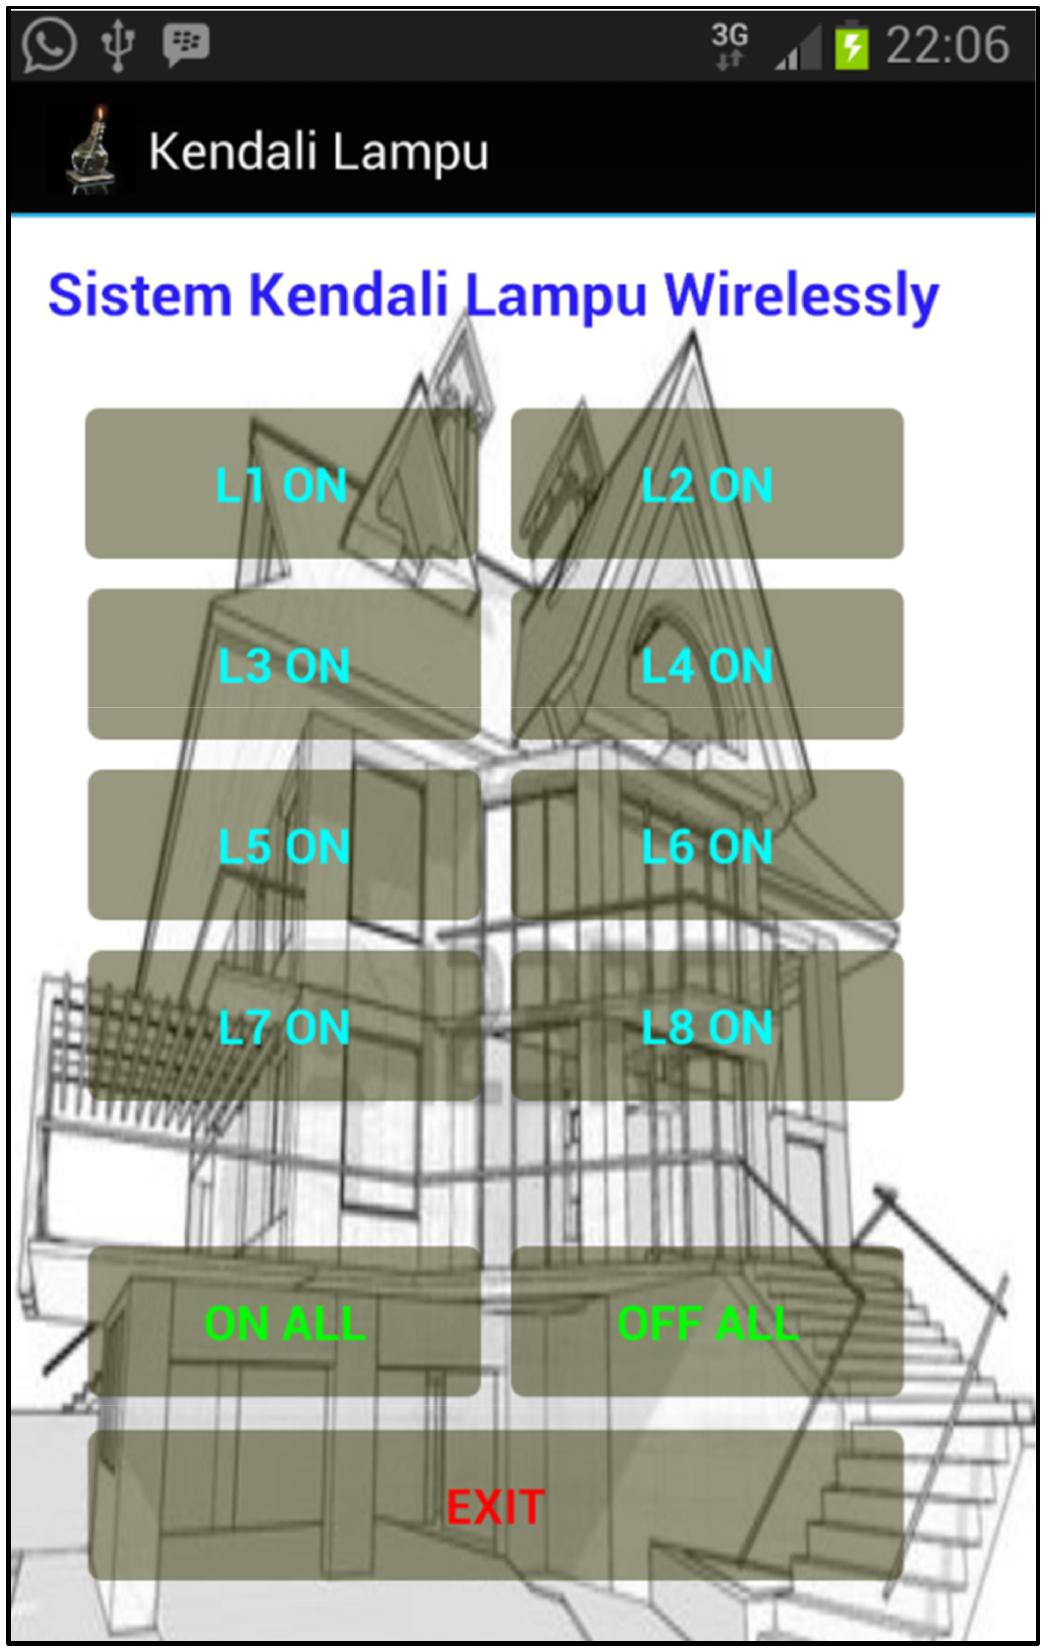 3G 22:06
Kendali Lampu
Sistem Kendali Lampu Wirelessly
L1 ON L2 ON
L3 ON L4 ON
L5 ON L6 ON
L7 ON L8 ON
ON ALL OFF ALL
EXIT